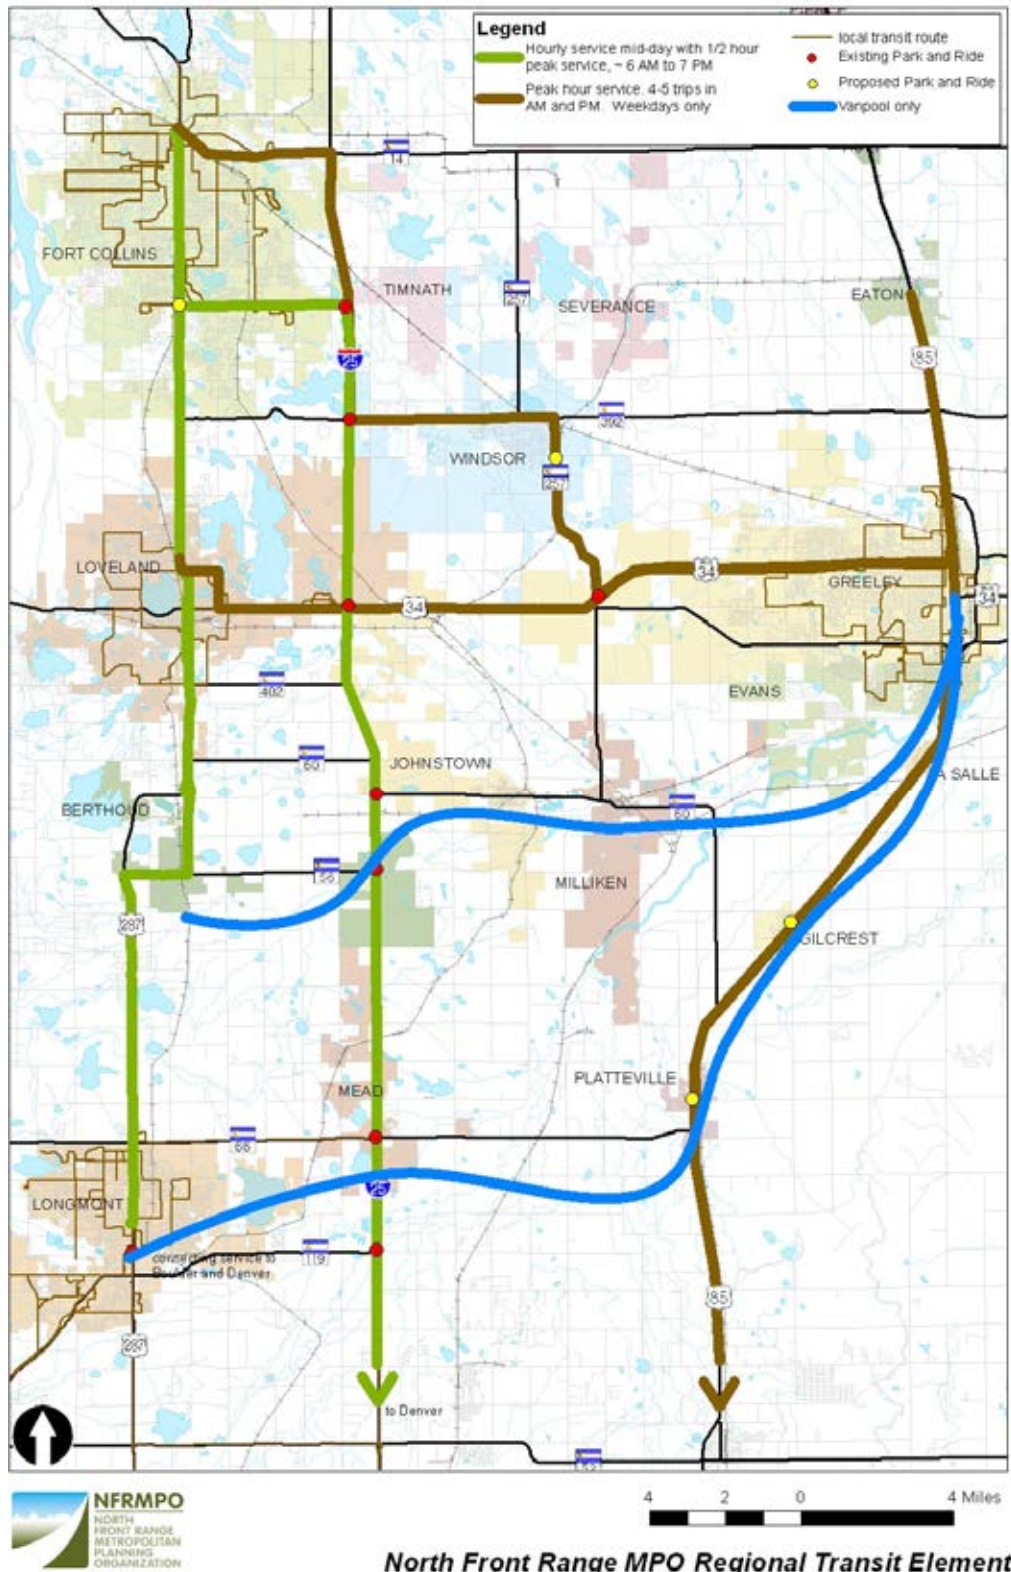 Legend
Hourly service mid-day with 1/2 hour
peak service, ~ 6 AM to 7 PM
Peak hour service. 4-5 trips in
AM and PM. Weekdays only
local transit route
Existing Park and Ride
Proposed Park and Ride
Vanpool only
14
FORT COLLINS
TIMNATH
257
SEVERANCE
EATON
25
85
392
WINDSOR
257
LOVELAND
34
34
GREELEY
34
402
EVANS
60
JOHNSTOWN
A SALLE
BERTHOUD
60
56
MILLIKEN
287
GILCREST
PLATTEVILLE
MEAD
66
25
LONGMONT
connecting service to
Boulder and Denver
119
85
287
to Denver
NFRMPO
NORTH
FRONT RANGE
METROPOLITAN
PLANNING
ORGANIZATION
4 2 0 4 Miles
North Front Range MPO Regional Transit Element